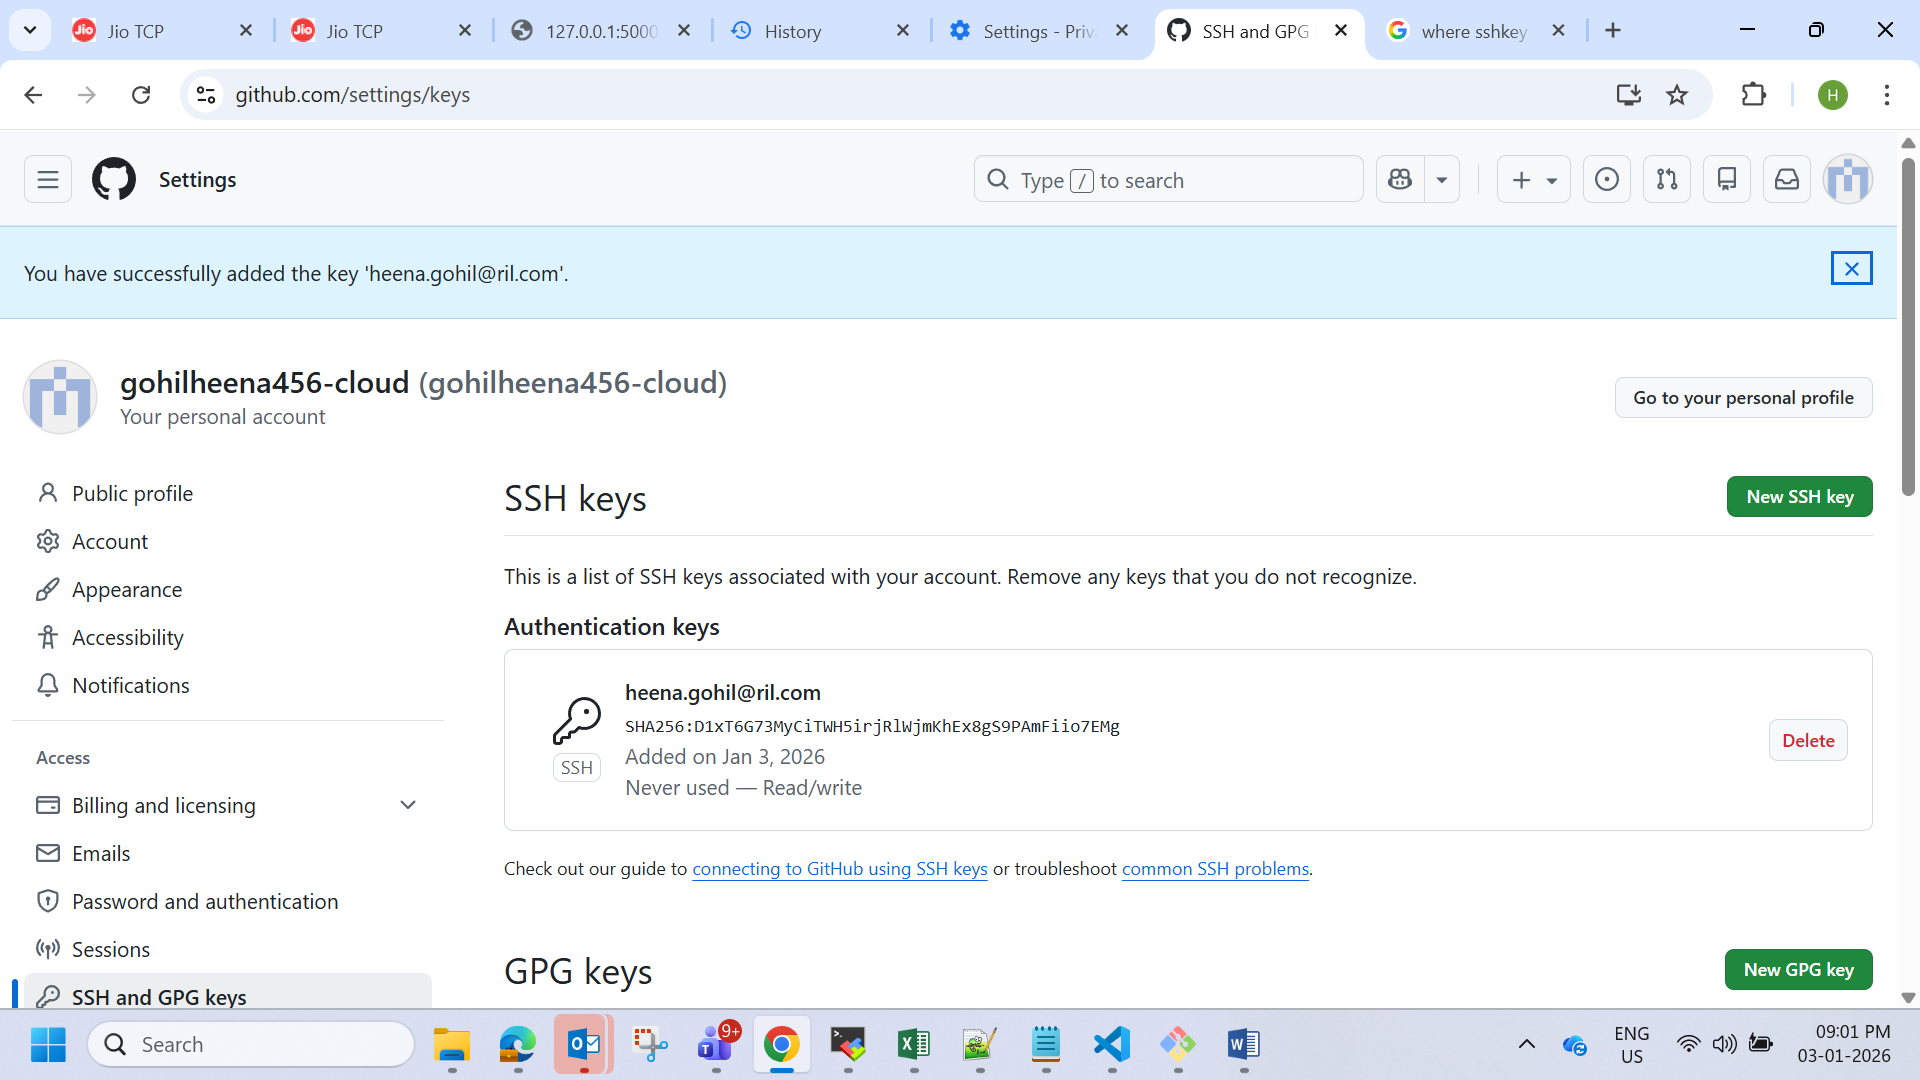 Jio TCP
Jio TCP
127.0.0.1:5000
History
Settings - Priv
SSH and GPG
where sshkey
github.com/settings/keys
H
Settings
Type / to search
You have successfully added the key 'heena.gohil@ril.com'.
gohilheena456-cloud (gohilheena456-cloud)
Your personal account
Go to your personal profile
Public profile
Account
Appearance
Accessibility
Notifications
Access
Billing and licensing
Emails
Password and authentication
Sessions
SSH and GPG keys
SSH keys
New SSH key
This is a list of SSH keys associated with your account. Remove any keys that you do not recognize.
Authentication keys
heena.gohil@ril.com
SHA256:D1xT6G73MyCiTWH5irjRlWjmKhEx8gS9PAmFiio7EMg
Added on Jan 3, 2026
Never used — Read/write
SSH
Delete
Check out our guide to connecting to GitHub using SSH keys or troubleshoot common SSH problems.
GPG keys
New GPG key
Search
9+
ENG
US
09:01 PM
03-01-2026